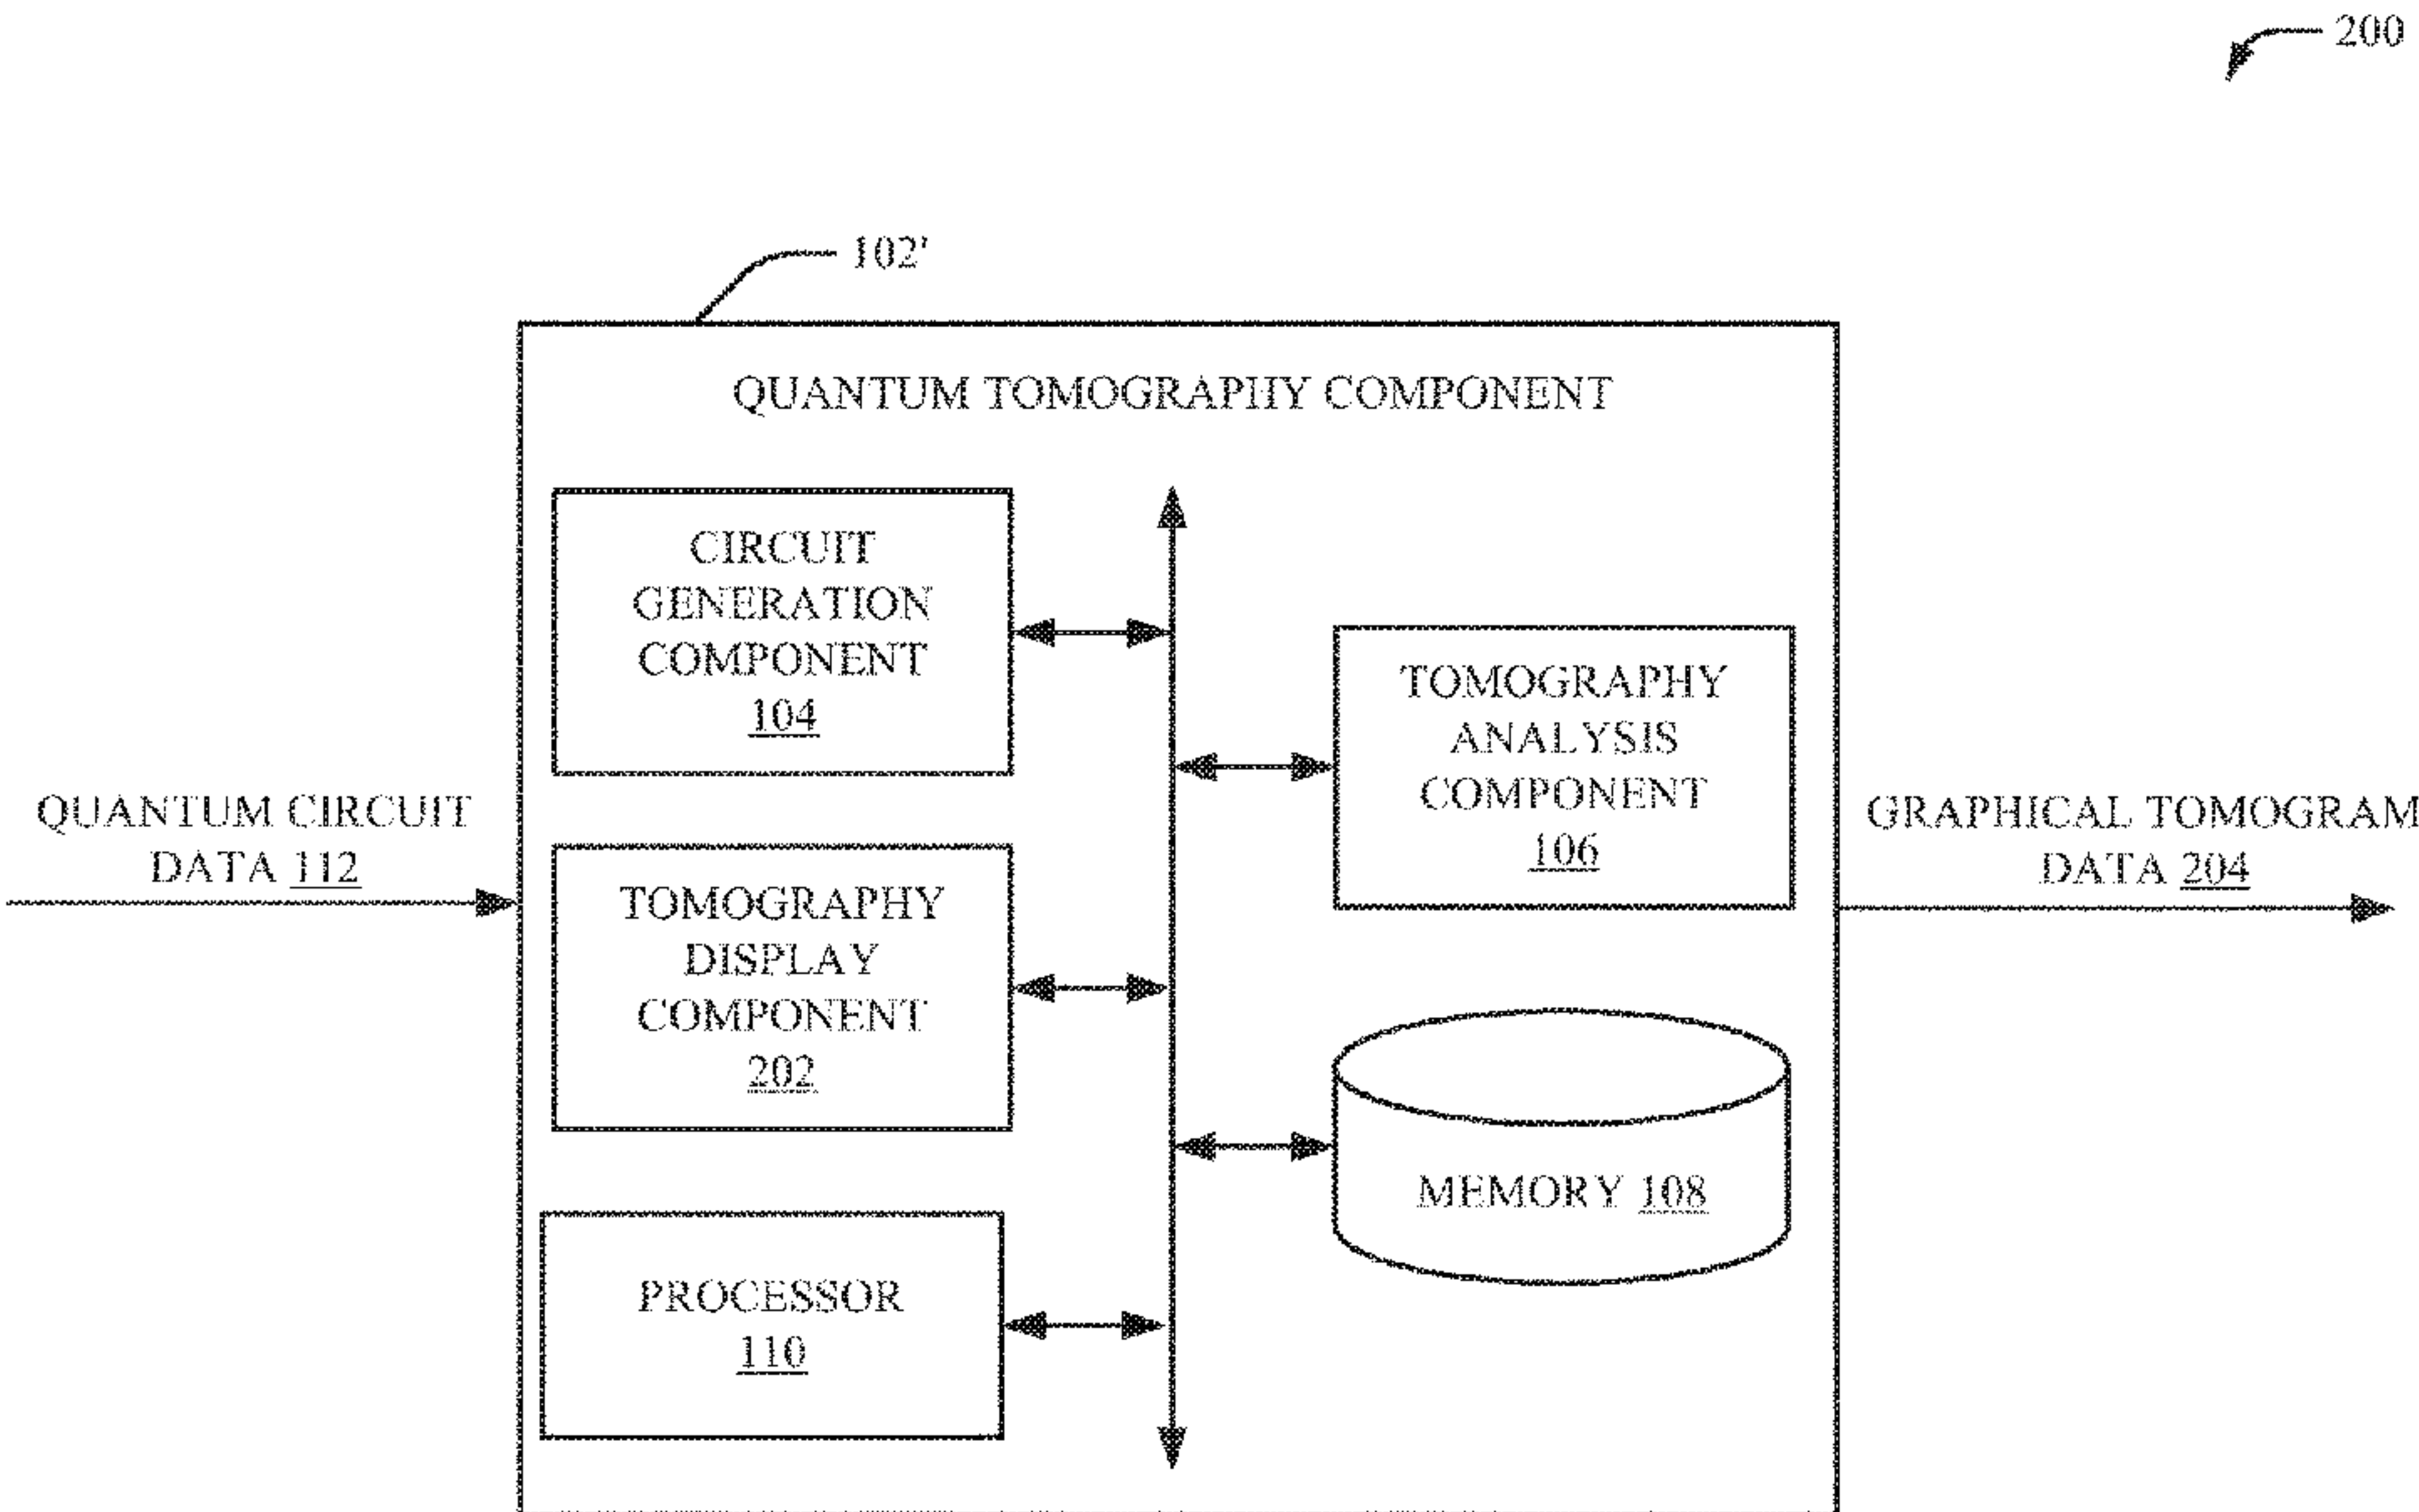 200
102'
QUANTUM TOMOGRAPHY COMPONENT
CIRCUIT
GENERATION
COMPONENT
104
TOMOGRAPHY
ANALYSIS
COMPONENT
106
QUANTUM CIRCUIT
DATA 112
GRAPHICAL TOMOGRAM
DATA 204
TOMOGRAPHY
DISPLAY
COMPONENT
202
MEMORY 108
PROCESSOR
110